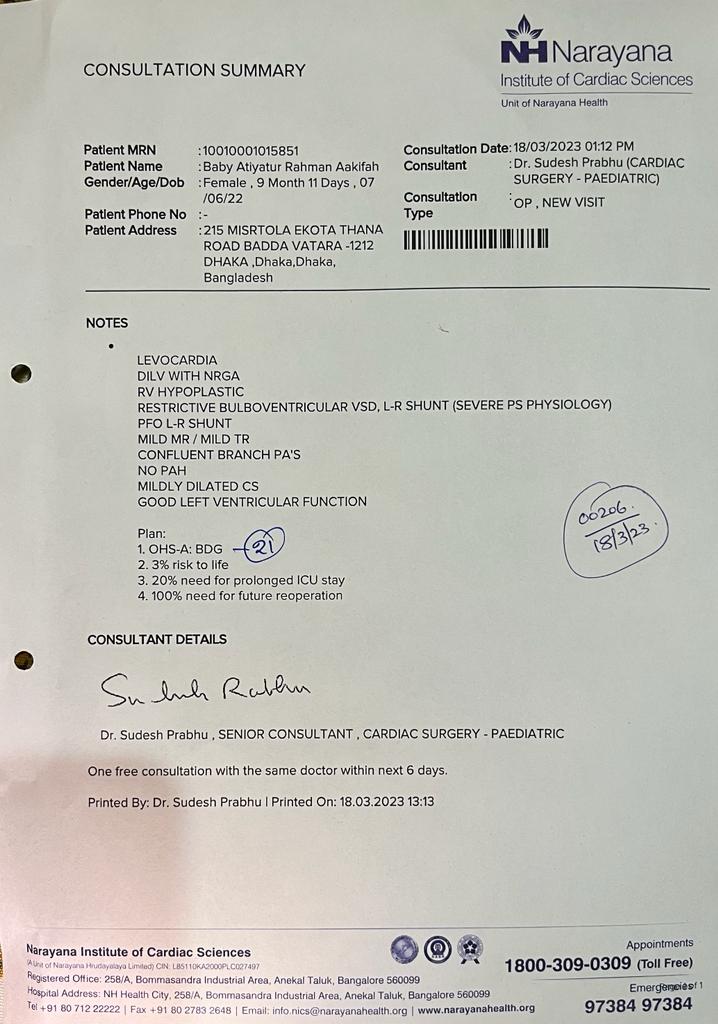 NH Narayana
Institute of Cardiac Sciences
Unit of Narayana Health
CONSULTATION SUMMARY
Patient MRN :10010001015851
Patient Name :Baby Atiyatur Rahman Aakifah
Gender/Age/Dob :Female , 9 Month 11 Days , 07
/06/22
Patient Phone No :-
Patient Address :215 MISRTOLA EKOTA THANA
ROAD BADDA VATARA -1212
DHAKA ,Dhaka,Dhaka,
Bangladesh
Consultation Date:18/03/2023 01:12 PM
Consultant :Dr. Sudesh Prabhu (CARDIAC
SURGERY - PAEDIATRIC)
Consultation Type :OP , NEW VISIT
NOTES
LEVOCARDIA
DILV WITH NRGA
RV HYPOPLASTIC
RESTRICTIVE BULBOVENTRICULAR VSD, L-R SHUNT (SEVERE PS PHYSIOLOGY)
PFO L-R SHUNT
MILD MR / MILD TR
CONFLUENT BRANCH PA'S
NO PAH
MILDLY DILATED CS
GOOD LEFT VENTRICULAR FUNCTION
00206.
18/3/23.
Plan:
1. OHS-A: BDG - 21
2. 3% risk to life
3. 20% need for prolonged ICU stay
4. 100% need for future reoperation
CONSULTANT DETAILS
Dr. Sudesh Prabhu , SENIOR CONSULTANT , CARDIAC SURGERY - PAEDIATRIC
One free consultation with the same doctor within next 6 days.
Printed By: Dr. Sudesh Prabhu | Printed On: 18.03.2023 13:13
Narayana Institute of Cardiac Sciences
(A Unit of Narayana Hrudayalaya Limited) CIN: L85110KA2000PLC027497
Registered Office: 258/A, Bommasandra Industrial Area, Anekal Taluk, Bangalore 560099
Hospital Address: NH Health City, 258/A, Bommasandra Industrial Area, Anekal Taluk, Bangalore 560099
Tel +91 80 712 22222 | Fax +91 80 2783 2648 | Email: info.nics@narayanahealth.org | www.narayanahealth.org
Appointments
1800-309-0309 (Toll Free)
Emergencies
97384 97384